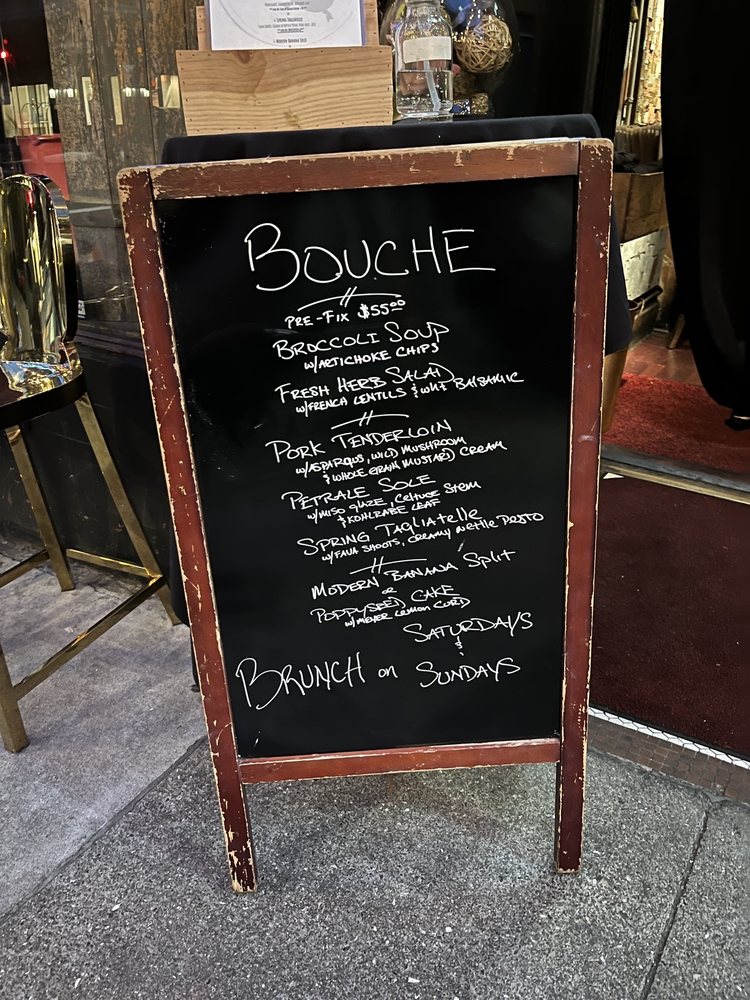 BOUCHE
PRE-FIX $55.00
BROCCOLI SOUP
W/ARTICHOKE CHIPS
FRESH HERB SALAD
W/FRENCH LENTILS & WHT BALSAMIC
PORK TENDERLOIN
W/ASPARAGUS, WILD MUSHROOM
& WHOLE GRAIN MUSTARD CREAM
PETRALE SOLE
W/MISO GLAZE, CELTUCE STEM
& KOHLRABI LEAF
SPRING TAGLIATELLE
W/FAVA SHOOTS, CREAMY NETTLE PESTO
MODERN BANANA SPLIT
OR
POPPYSEED CAKE
W/MEYER LEMON CURD
SATURDAYS
&
BRUNCH ON SUNDAYS